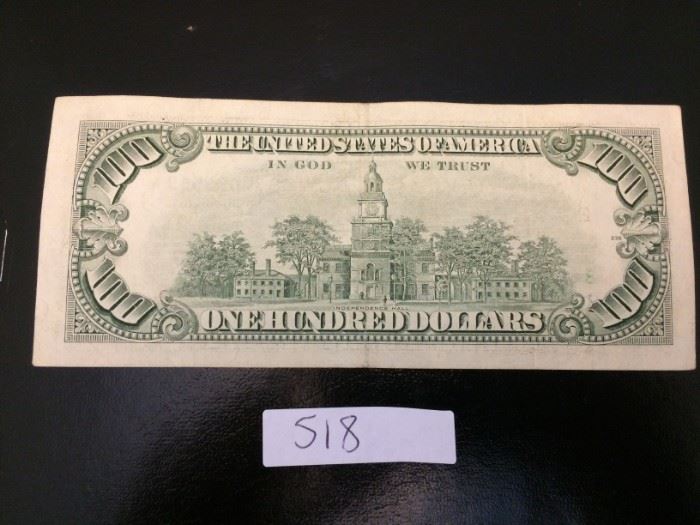 100 THE UNITED STATES OF AMERICA 100
IN GOD WE TRUST
INDEPENDENCE HALL
100 ONE HUNDRED DOLLARS 100
518